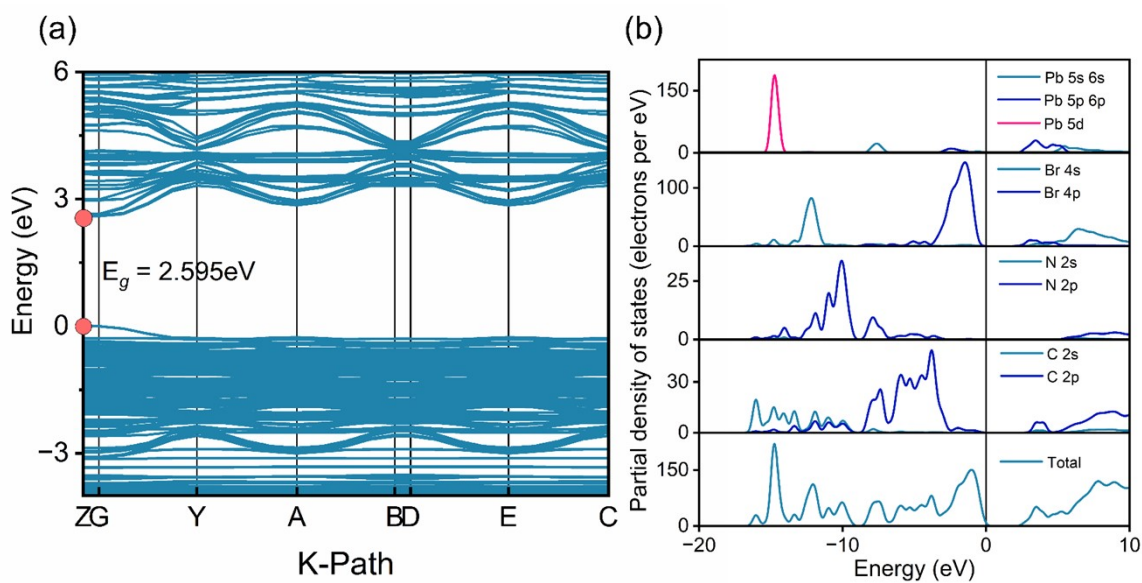 (a)
6
3
0
−3
Energy (eV)
E_g = 2.595eV
Z G Y A B D E C
K-Path
(b)
Partial density of states (electrons per eV)
150
0
Pb 5s 6s
Pb 5p 6p
Pb 5d
100
0
Br 4s
Br 4p
25
0
N 2s
N 2p
30
0
C 2s
C 2p
150
0
Total
−20 −10 0 10
Energy (eV)